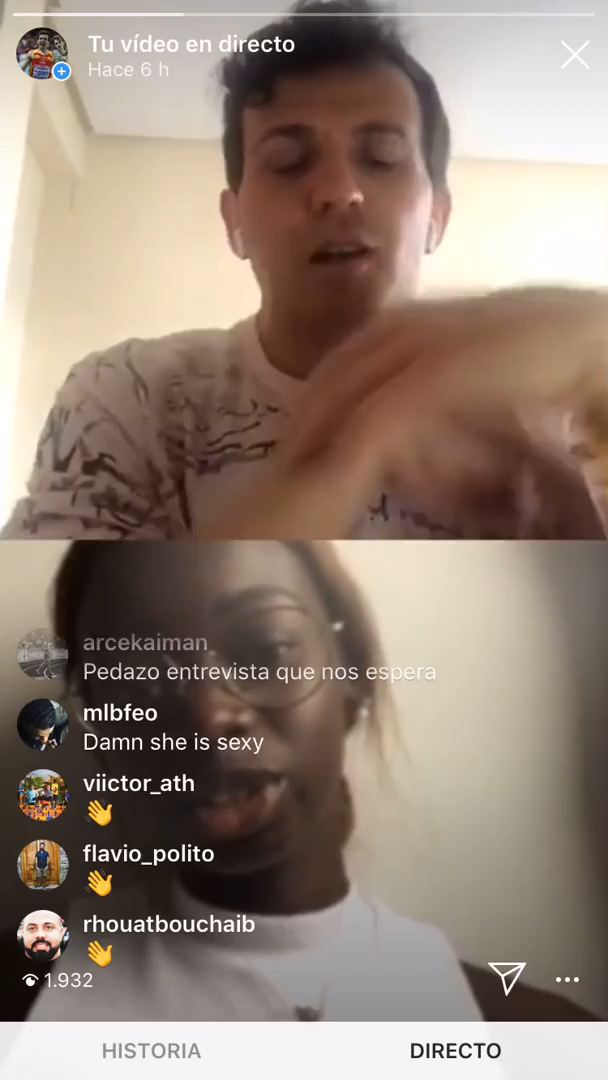 Tu vídeo en directo
Hace 6 h
arcekaiman
Pedazo entrevista que nos espera
mlbfeo
Damn she is sexy
viictor_ath
👋
flavio_polito
👋
rhouatbouchaib
👋
1.932
HISTORIA
DIRECTO